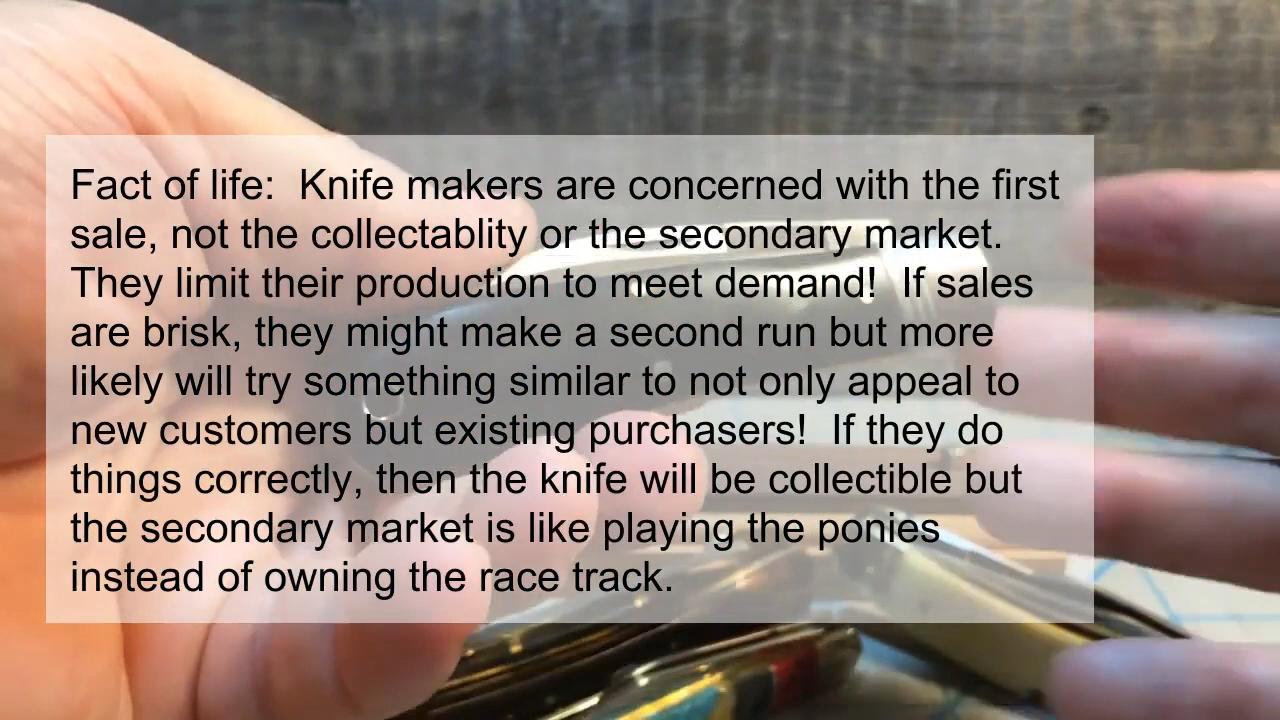 Fact of life:  Knife makers are concerned with the first
sale, not the collectablity or the secondary market.
They limit their production to meet demand!  If sales
are brisk, they might make a second run but more
likely will try something similar to not only appeal to
new customers but existing purchasers!  If they do
things correctly, then the knife will be collectible but
the secondary market is like playing the ponies
instead of owning the race track.